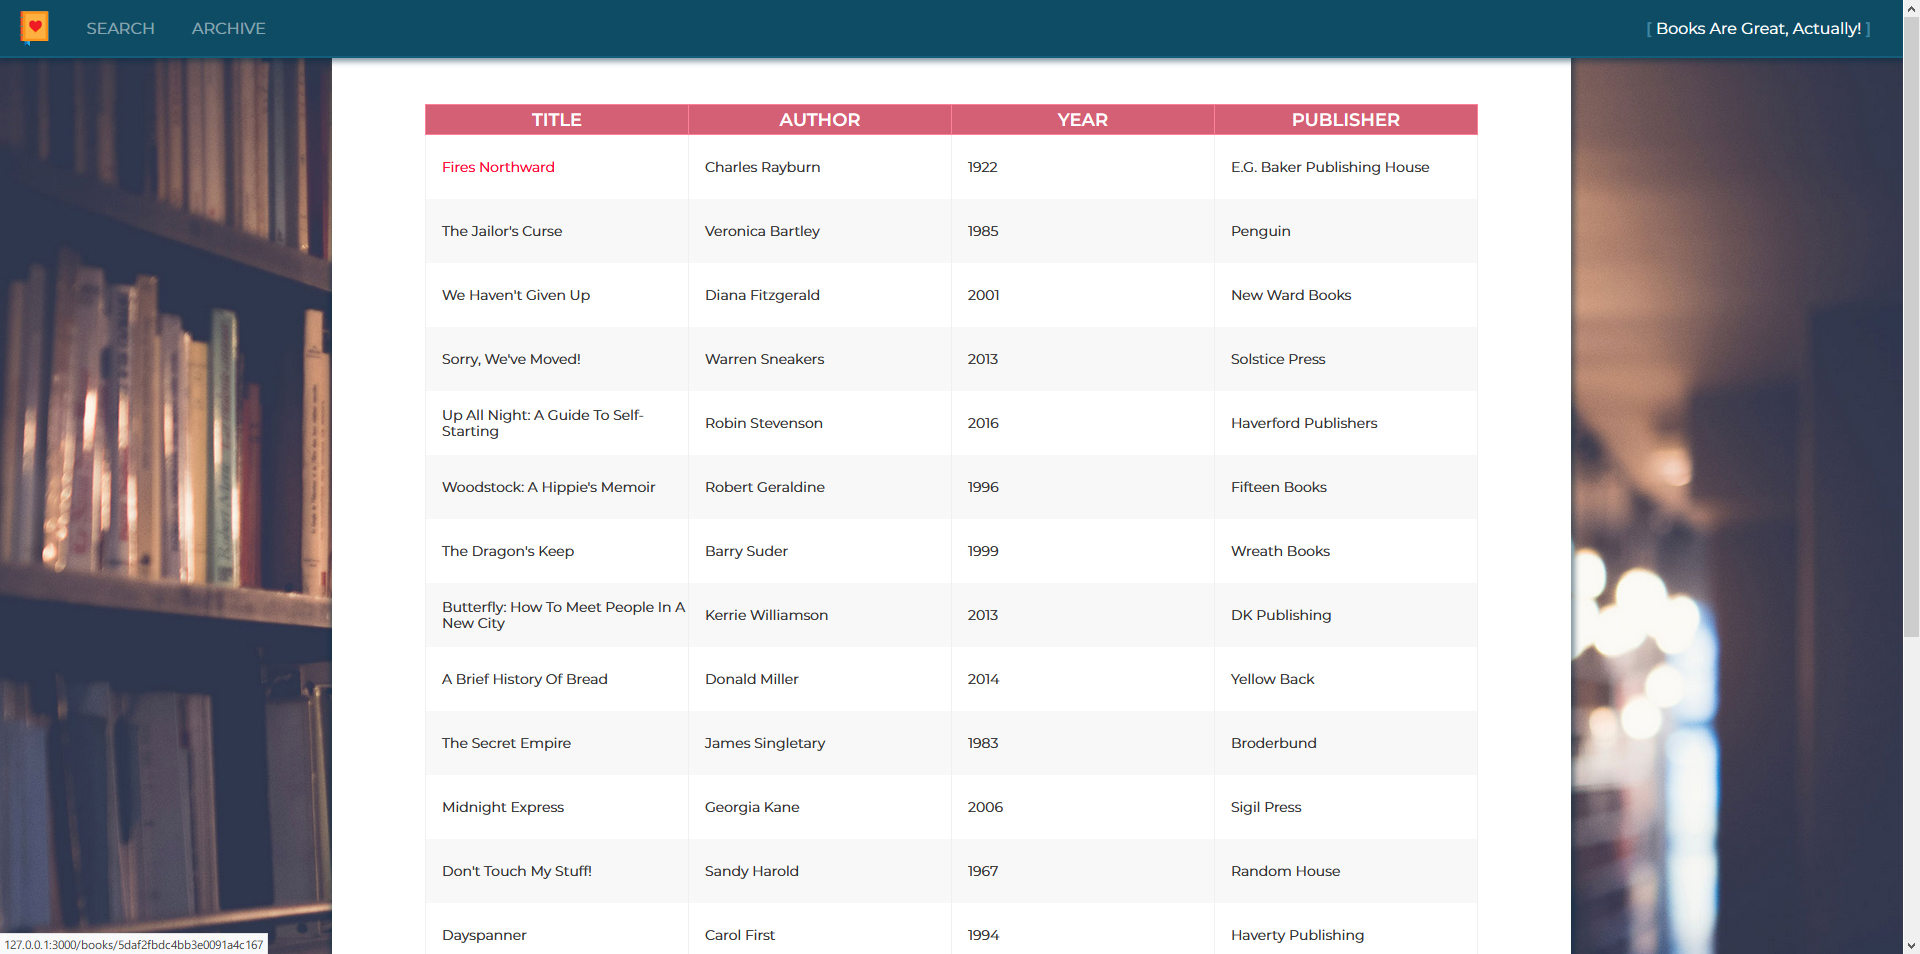 SEARCH ARCHIVE [ Books Are Great, Actually! ]
TITLE AUTHOR YEAR PUBLISHER
Fires Northward Charles Rayburn 1922 E.G. Baker Publishing House
The Jailor's Curse Veronica Bartley 1985 Penguin
We Haven't Given Up Diana Fitzgerald 2001 New Ward Books
Sorry, We've Moved! Warren Sneakers 2013 Solstice Press
Up All Night: A Guide To Self-
Starting Robin Stevenson 2016 Haverford Publishers
Woodstock: A Hippie's Memoir Robert Geraldine 1996 Fifteen Books
The Dragon's Keep Barry Suder 1999 Wreath Books
Butterfly: How To Meet People In A
New City Kerrie Williamson 2013 DK Publishing
A Brief History Of Bread Donald Miller 2014 Yellow Back
The Secret Empire James Singletary 1983 Broderbund
Midnight Express Georgia Kane 2006 Sigil Press
Don't Touch My Stuff! Sandy Harold 1967 Random House
Dayspanner Carol First 1994 Haverty Publishing
127.0.0.1:3000/books/5daf2fbdc4bb3e0091a4c167